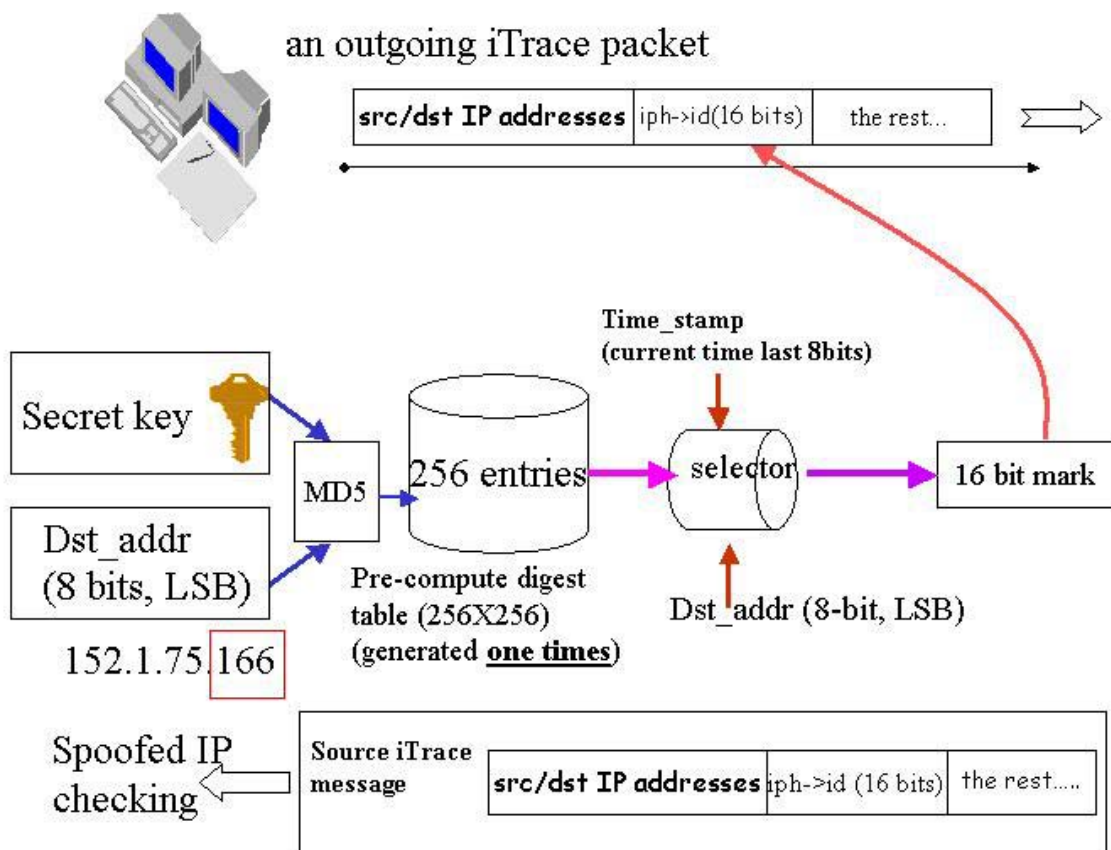 an outgoing iTrace packet
src/dst IP addresses
iph->id(16 bits)
the rest...
Time_stamp
(current time last 8bits)
Secret key
MD5
256 entries
selector
16 bit mark
Dst_addr
(8 bits, LSB)
Pre-compute digest
table (256X256)
(generated one times)
Dst_addr (8-bit, LSB)
152.1.75.166
Spoofed IP
checking
Source iTrace
message
src/dst IP addresses
iph->id (16 bits)
the rest.....